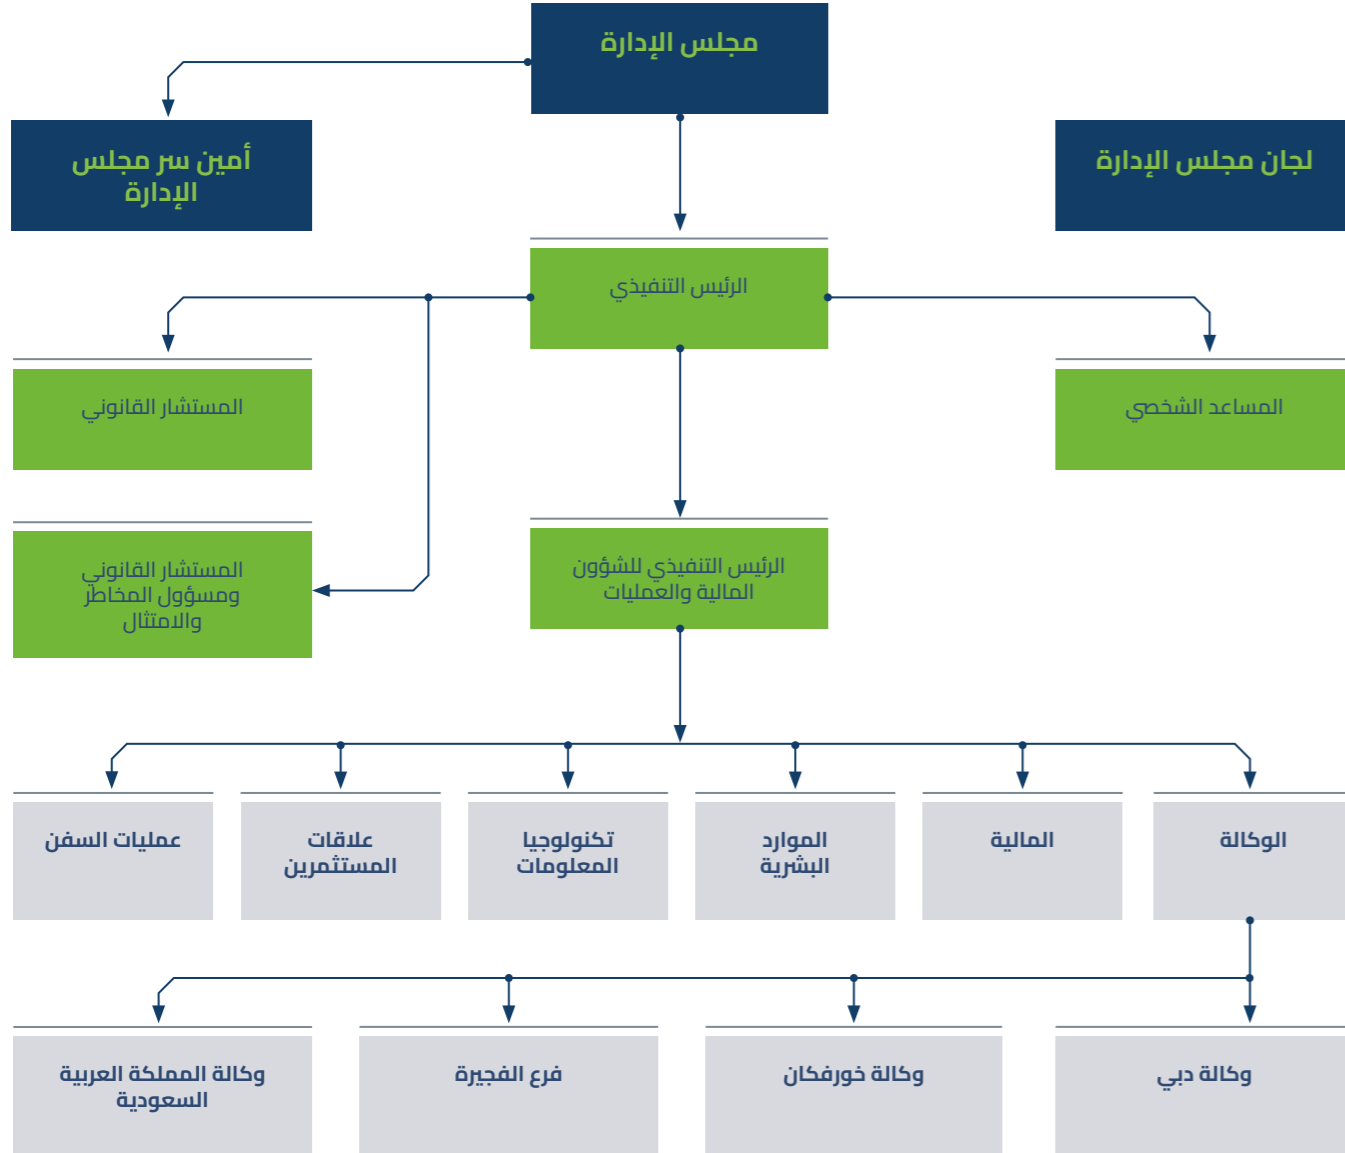 مجلس الإدارة
لجان مجلس الإدارة
أمين سر مجلس
الإدارة
الرئيس التنفيذي
المساعد الشخصي
المستشار القانوني
الرئيس التنفيذي للشؤون
المالية والعمليات
المستشار القانوني
ومسؤول المخاطر
والامتثال
الوكالة
المالية
الموارد
البشرية
تكنولوجيا
المعلومات
علاقات
المستثمرين
عمليات السفن
وكالة دبي
وكالة خورفكان
فرع الفجيرة
وكالة المملكة العربية
السعودية